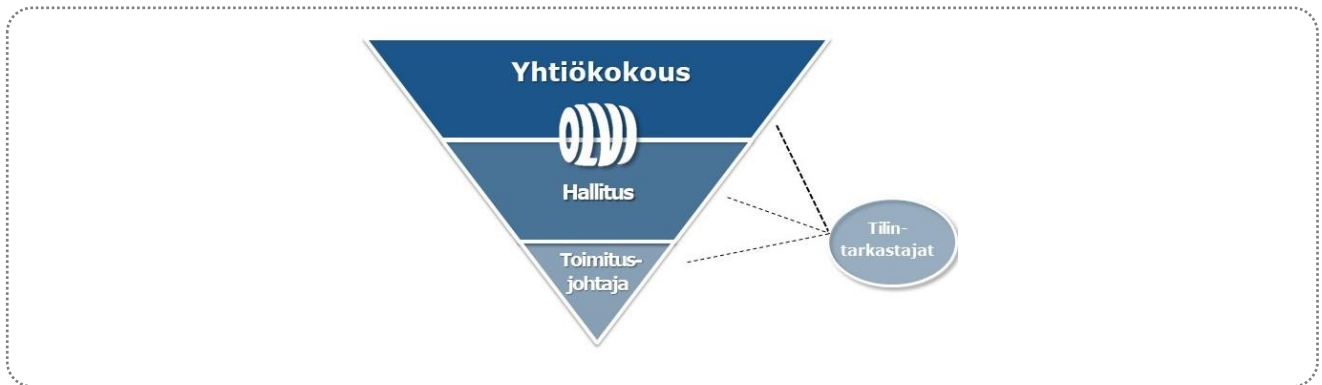 Yhtiökokous
OLVI
Hallitus
Toimitus-
johtaja
Tilin-
tarkastajat